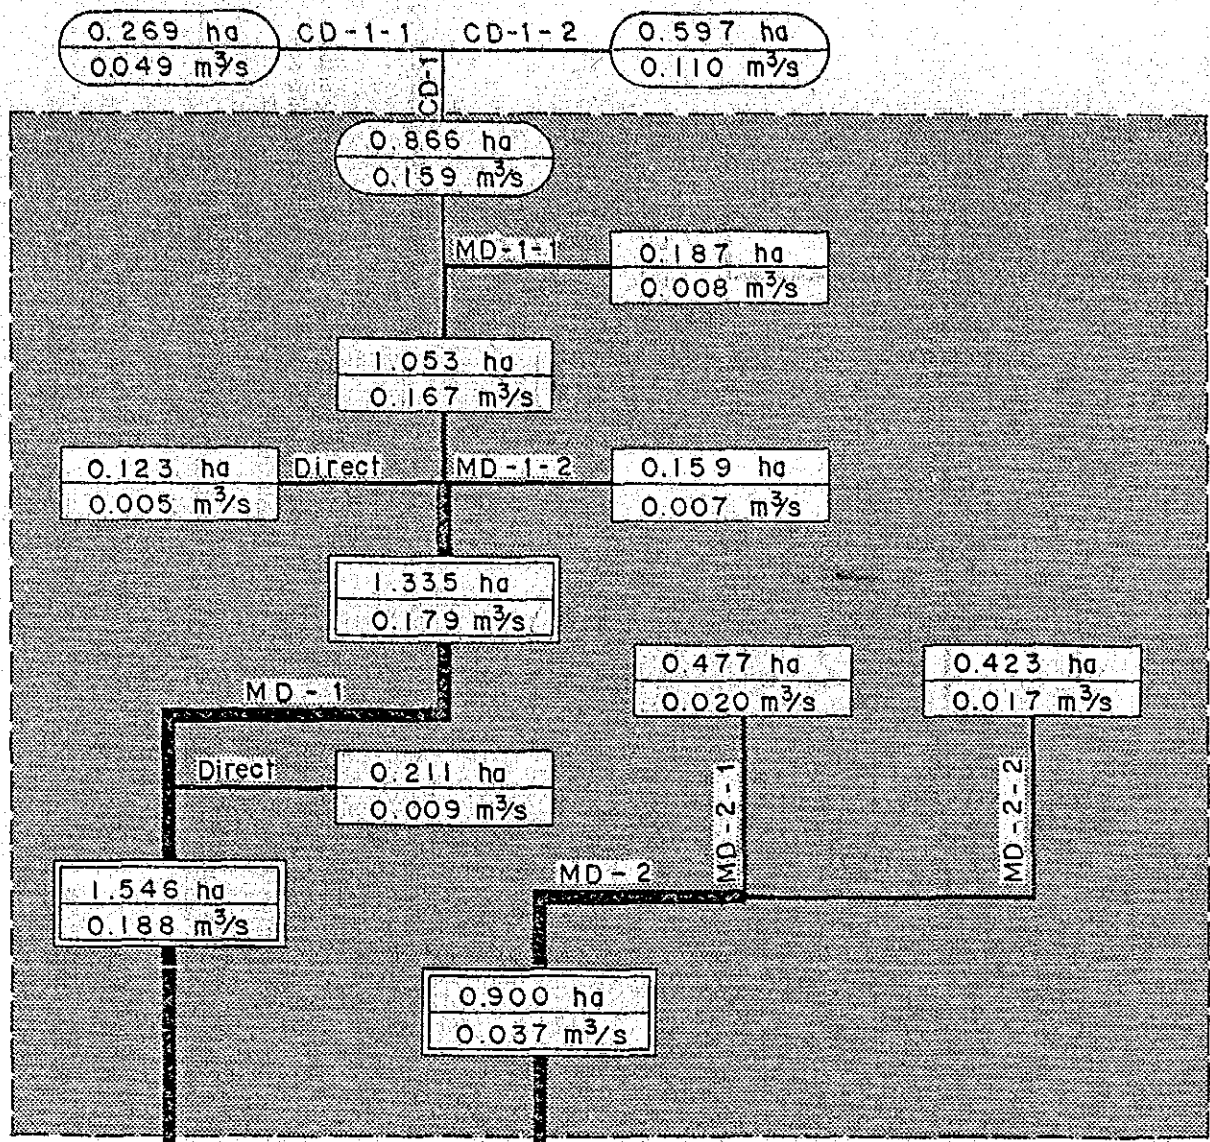 0.269 ha
0.049 m³/s
CD-1-1
CD-1-2
0.597 ha
0.110 m³/s
CD-1
0.866 ha
0.159 m³/s
MD-1-1
0.187 ha
0.008 m³/s
1.053 ha
0.167 m³/s
0.123 ha
0.005 m³/s
Direct
MD-1-2
0.159 ha
0.007 m³/s
1.335 ha
0.179 m³/s
0.477 ha
0.020 m³/s
0.423 ha
0.017 m³/s
MD-1
Direct
0.211 ha
0.009 m³/s
MD-2-1
MD-2-2
MD-2
1.546 ha
0.188 m³/s
0.900 ha
0.037 m³/s